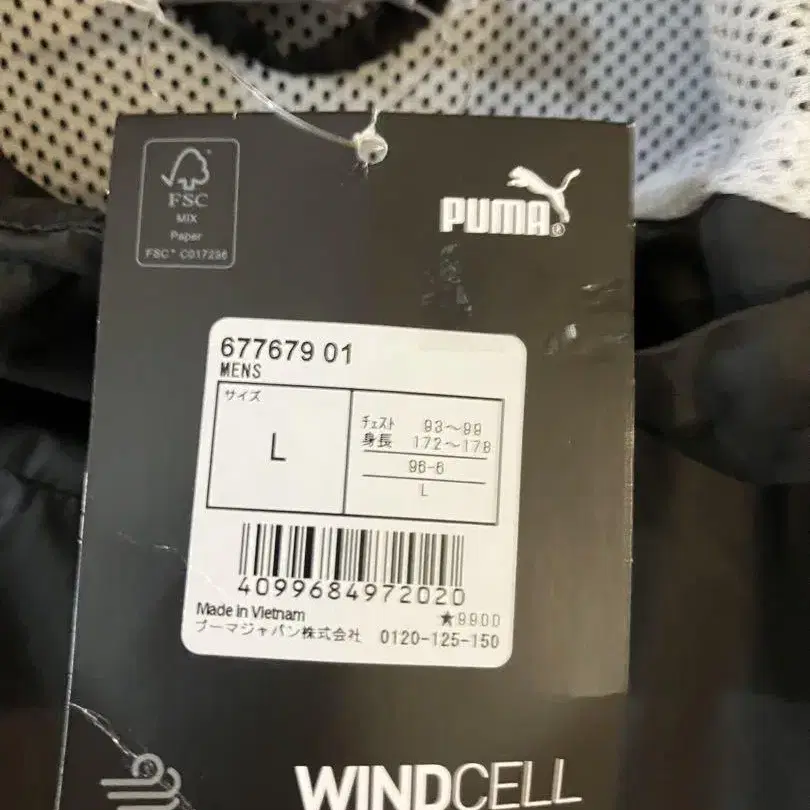 FSC
MIX
Paper
FSC® C017236
PUMA®
677679 01
MENS
サイズ
L
チェスト 93〜99
身長 172〜178
96-6
L
4099684972020
Made in Vietnam
★9900
プーマジャパン株式会社 0120-125-150
WINDCELL